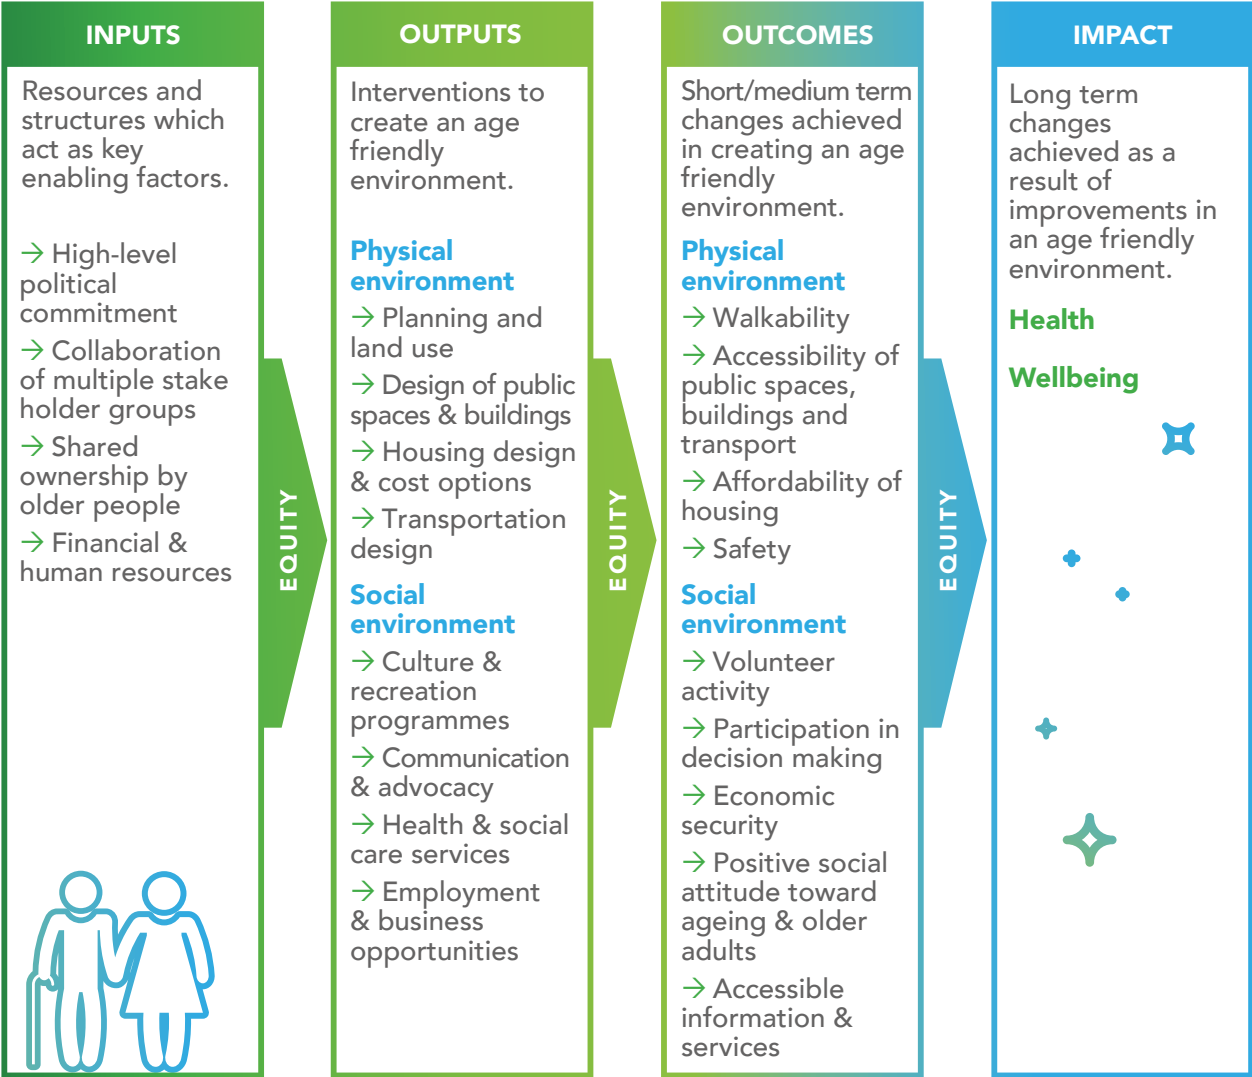 INPUTS
Resources and
structures which
act as key
enabling factors.
→ High-level
political
commitment
→ Collaboration
of multiple stake
holder groups
→ Shared
ownership by
older people
→ Financial &
human resources
EQUITY
OUTPUTS
Interventions to
create an age
friendly
environment.
Physical
environment
→ Planning and
land use
→ Design of public
spaces & buildings
→ Housing design
& cost options
→ Transportation
design
Social
environment
→ Culture &
recreation
programmes
→ Communication
& advocacy
→ Health & social
care services
→ Employment
& business
opportunities
EQUITY
OUTCOMES
Short/medium term
changes achieved
in creating an age
friendly
environment.
Physical
environment
→ Walkability
→ Accessibility of
public spaces,
buildings and
transport
→ Affordability of
housing
→ Safety
Social
environment
→ Volunteer
activity
→ Participation in
decision making
→ Economic
security
→ Positive social
attitude toward
ageing & older
adults
→ Accessible
information &
services
EQUITY
IMPACT
Long term
changes
achieved as a
result of
improvements in
an age friendly
environment.
Health
Wellbeing